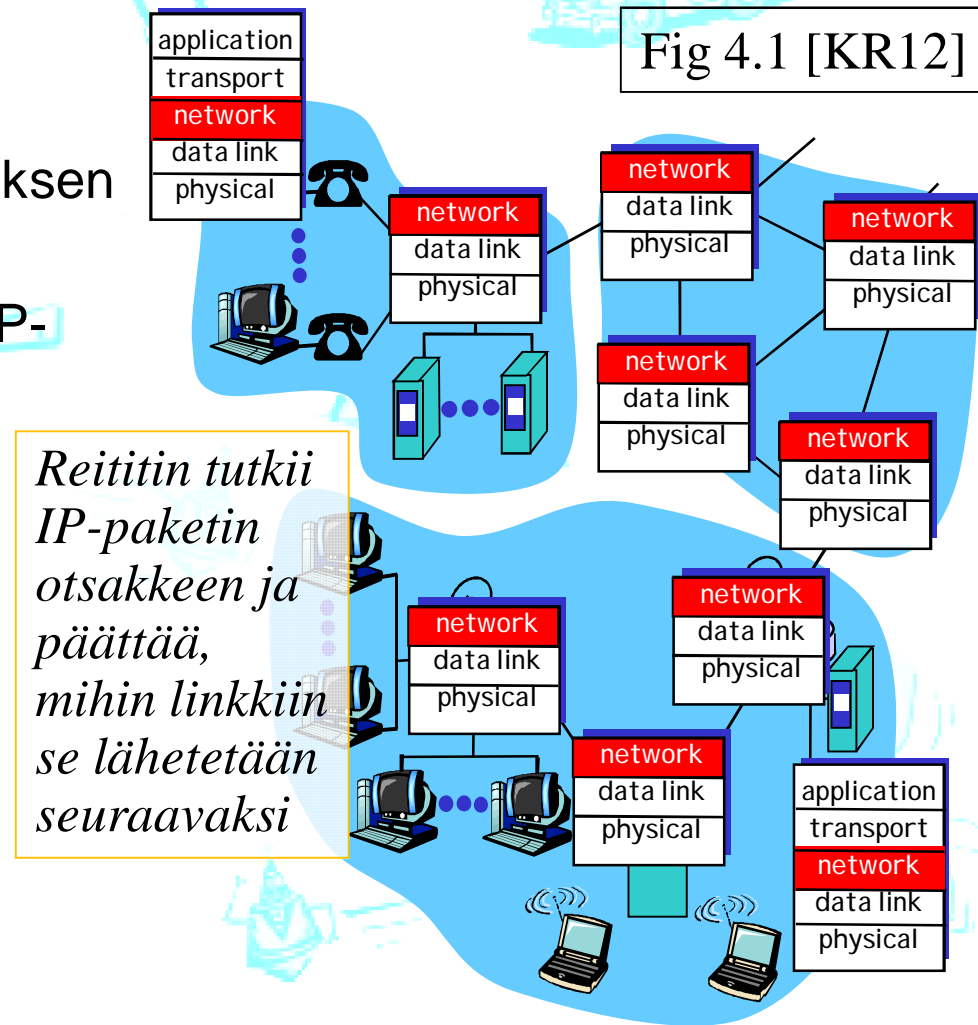 Fig 4.1 [KR12]
application
transport
network
data link
physical
ksen
P-
network
data link
physical
network
data link
physical
network
data link
physical
network
data link
physical
network
data link
physical
Reititin tutkii
IP-paketin
otsakkeen ja
päättää,
mihin linkkiin
se lähetetään
seuraavaksi
network
data link
physical
network
data link
physical
network
data link
physical
application
transport
network
data link
physical